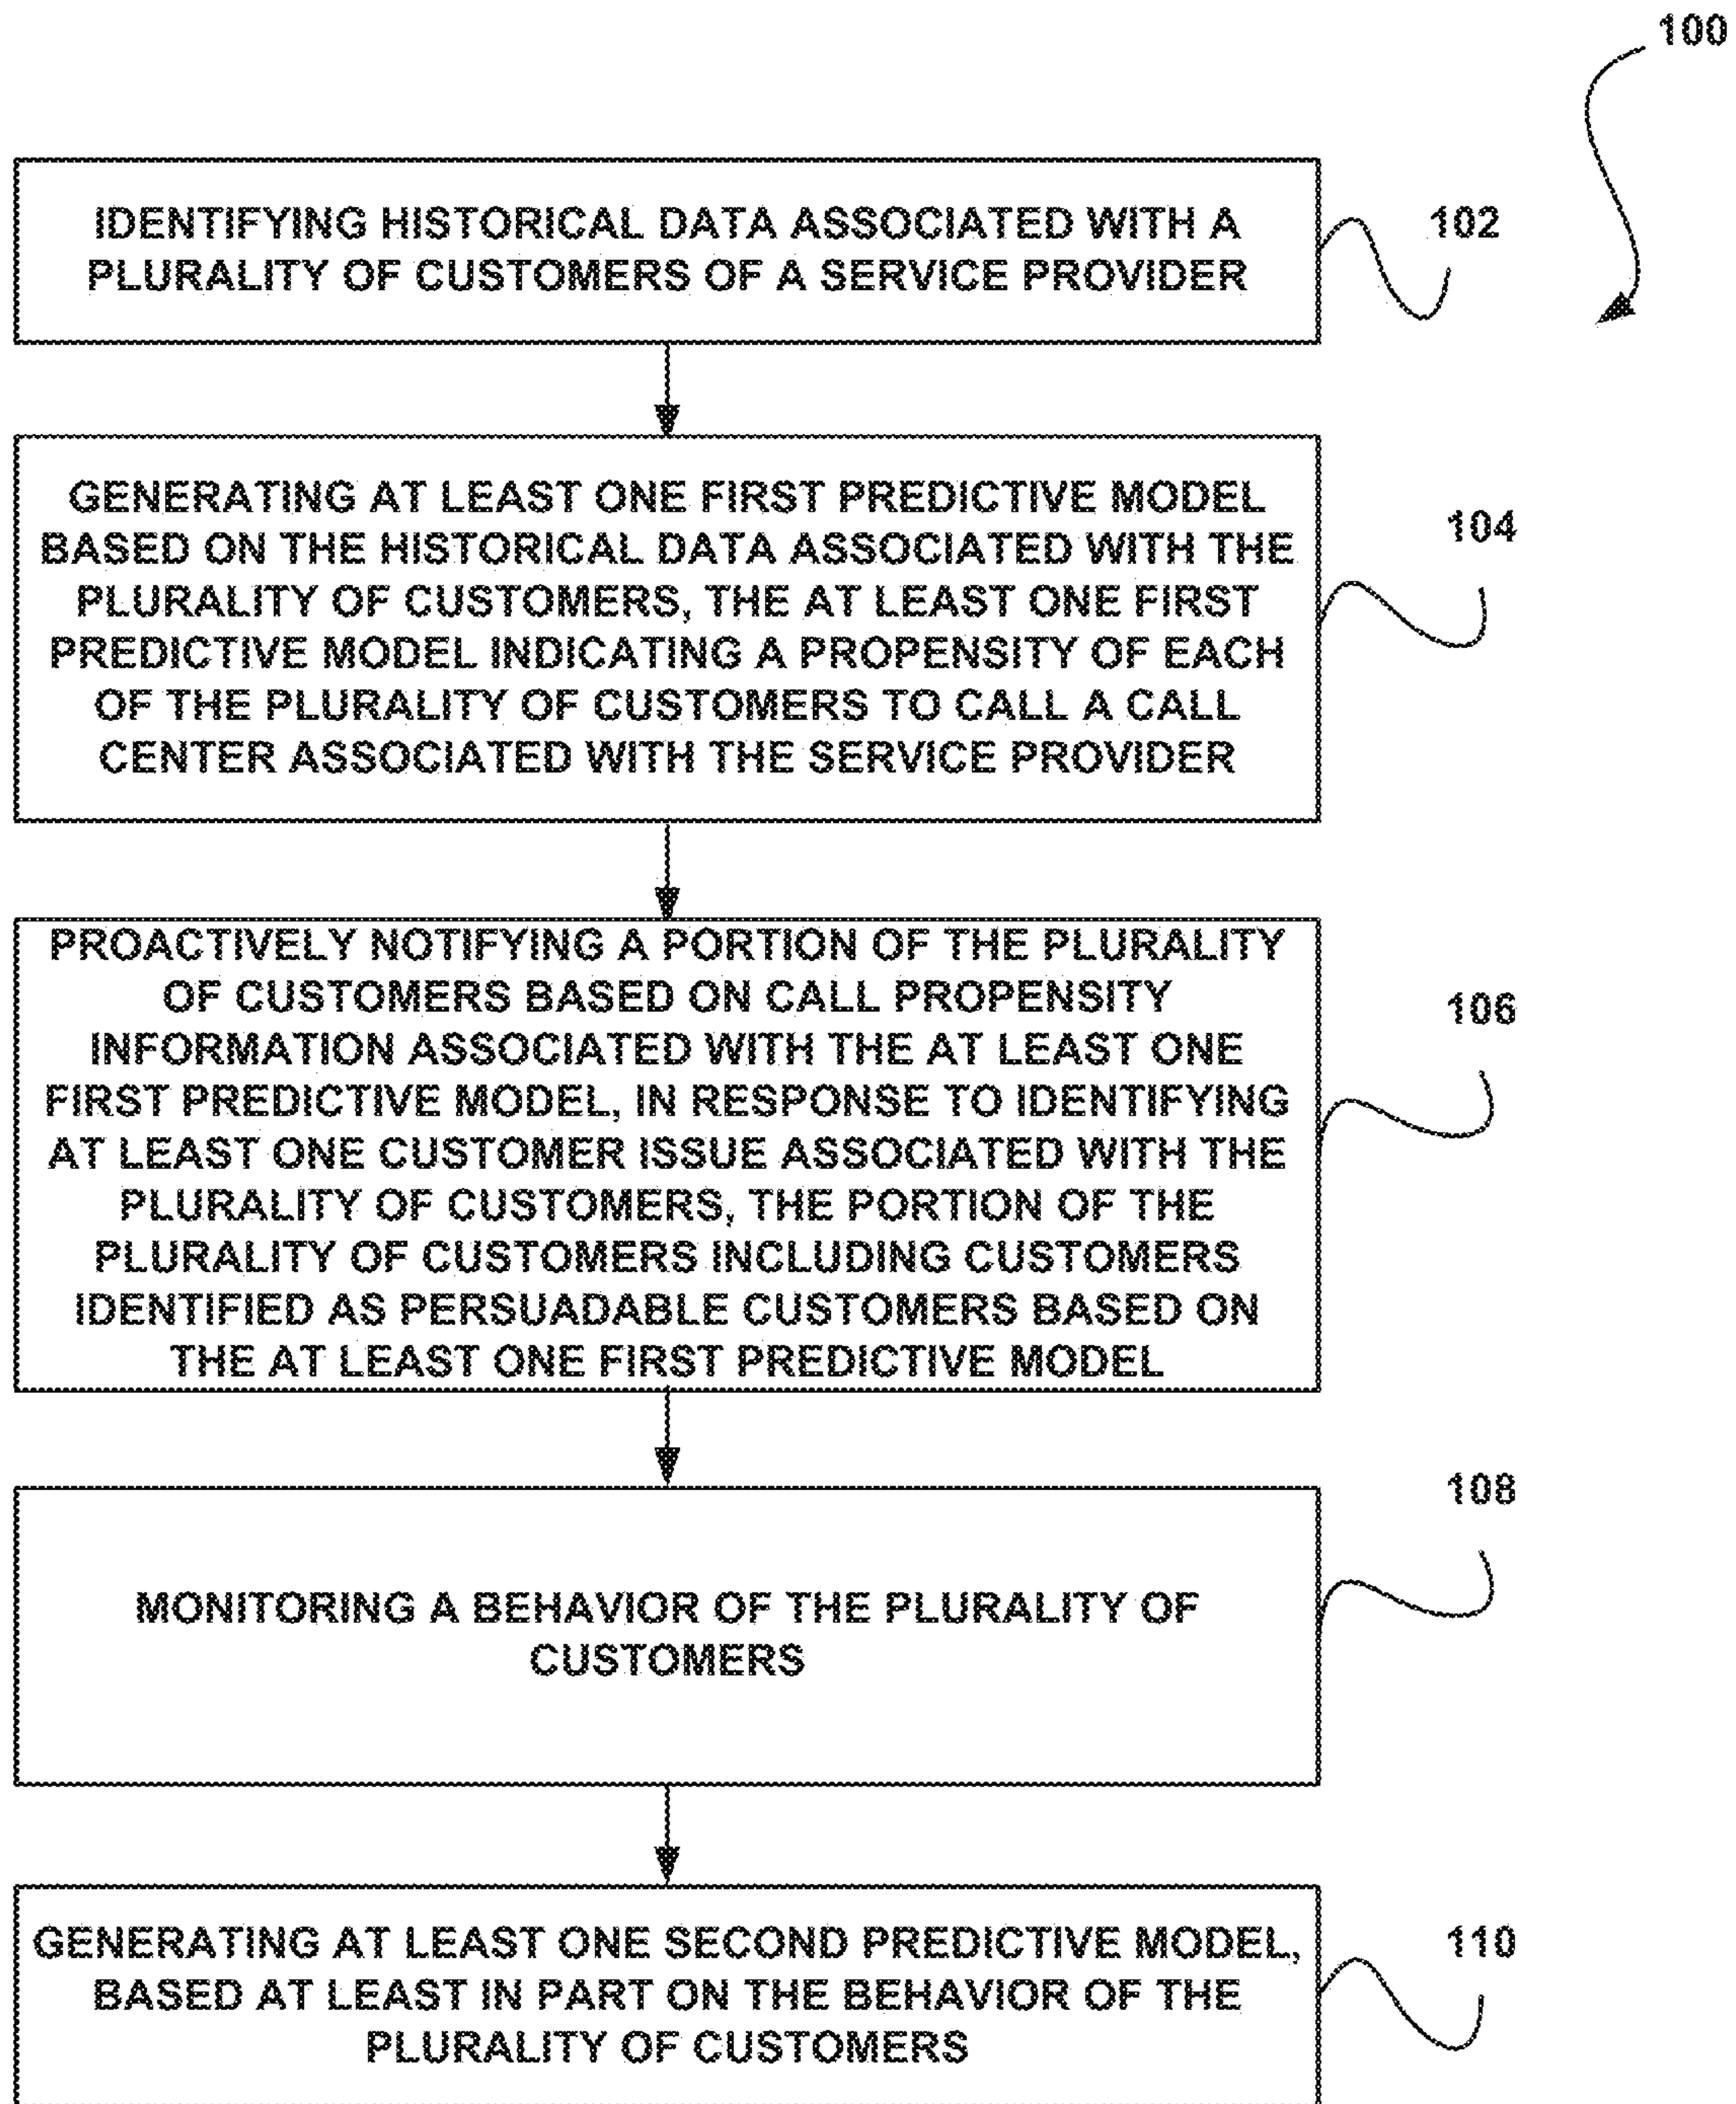 100
IDENTIFYING HISTORICAL DATA ASSOCIATED WITH A
PLURALITY OF CUSTOMERS OF A SERVICE PROVIDER
102
GENERATING AT LEAST ONE FIRST PREDICTIVE MODEL
BASED ON THE HISTORICAL DATA ASSOCIATED WITH THE
PLURALITY OF CUSTOMERS, THE AT LEAST ONE FIRST
PREDICTIVE MODEL INDICATING A PROPENSITY OF EACH
OF THE PLURALITY OF CUSTOMERS TO CALL A CALL
CENTER ASSOCIATED WITH THE SERVICE PROVIDER
104
PROACTIVELY NOTIFYING A PORTION OF THE PLURALITY
OF CUSTOMERS BASED ON CALL PROPENSITY
INFORMATION ASSOCIATED WITH THE AT LEAST ONE
FIRST PREDICTIVE MODEL, IN RESPONSE TO IDENTIFYING
AT LEAST ONE CUSTOMER ISSUE ASSOCIATED WITH THE
PLURALITY OF CUSTOMERS, THE PORTION OF THE
PLURALITY OF CUSTOMERS INCLUDING CUSTOMERS
IDENTIFIED AS PERSUADABLE CUSTOMERS BASED ON
THE AT LEAST ONE FIRST PREDICTIVE MODEL
106
MONITORING A BEHAVIOR OF THE PLURALITY OF
CUSTOMERS
108
GENERATING AT LEAST ONE SECOND PREDICTIVE MODEL,
BASED AT LEAST IN PART ON THE BEHAVIOR OF THE
PLURALITY OF CUSTOMERS
110